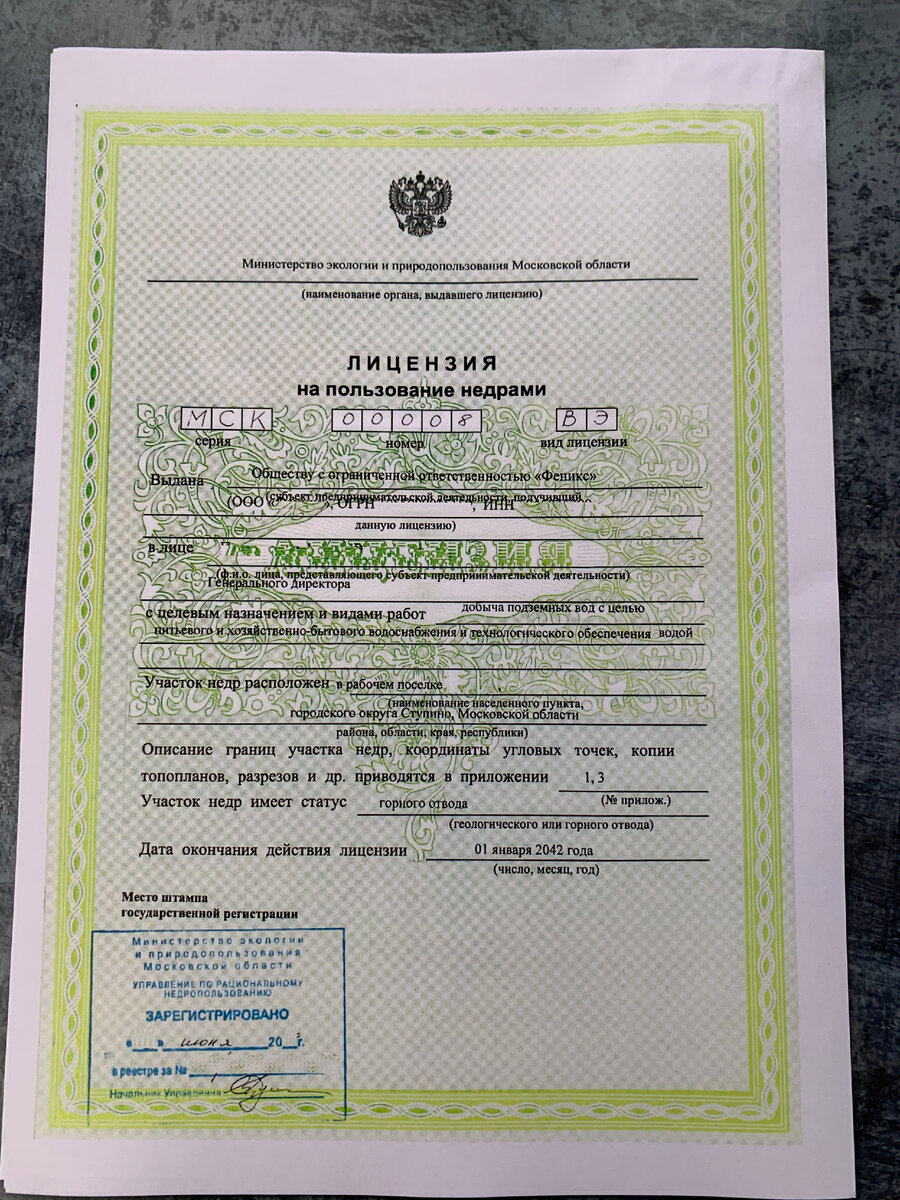 Министерство экологии и природопользования Московской области
(наименование органа, выдавшего лицензию)
ЛИЦЕНЗИЯ
на пользование недрами
МСК 00008 ВЭ
серия номер вид лицензии
Выдана Обществу с ограниченной ответственностью «Феникс»
(субъект предпринимательской деятельности, получивший
(ООО « », ОГРН , ИНН
данную лицензию)
в лице
(ф.и.о. лица, представляющего субъект предпринимательской деятельности)
Генерального директора
с целевым назначением и видами работ добыча подземных вод с целью
питьевого и хозяйственно-бытового водоснабжения и технологического обеспечения водой
Участок недр расположен в рабочем поселке ,
(наименование населенного пункта,
городского округа Ступино, Московской области
района, области, края, республики)
Описание границ участка недр, координаты угловых точек, копии
топопланов, разрезов и др. приводятся в приложении 1, 3
(№ прилож.)
Участок недр имеет статус горного отвода
(геологического или горного отвода)
Дата окончания действия лицензии 01 января 2042 года
(число, месяц, год)
Место штампа
государственной регистрации
Министерство экологии
и природопользования
Московской области
УПРАВЛЕНИЕ ПО РАЦИОНАЛЬНОМУ
НЕДРОПОЛЬЗОВАНИЮ
ЗАРЕГИСТРИРОВАНО
«__» июня 20__г.
в реестре за №
Начальник Управления